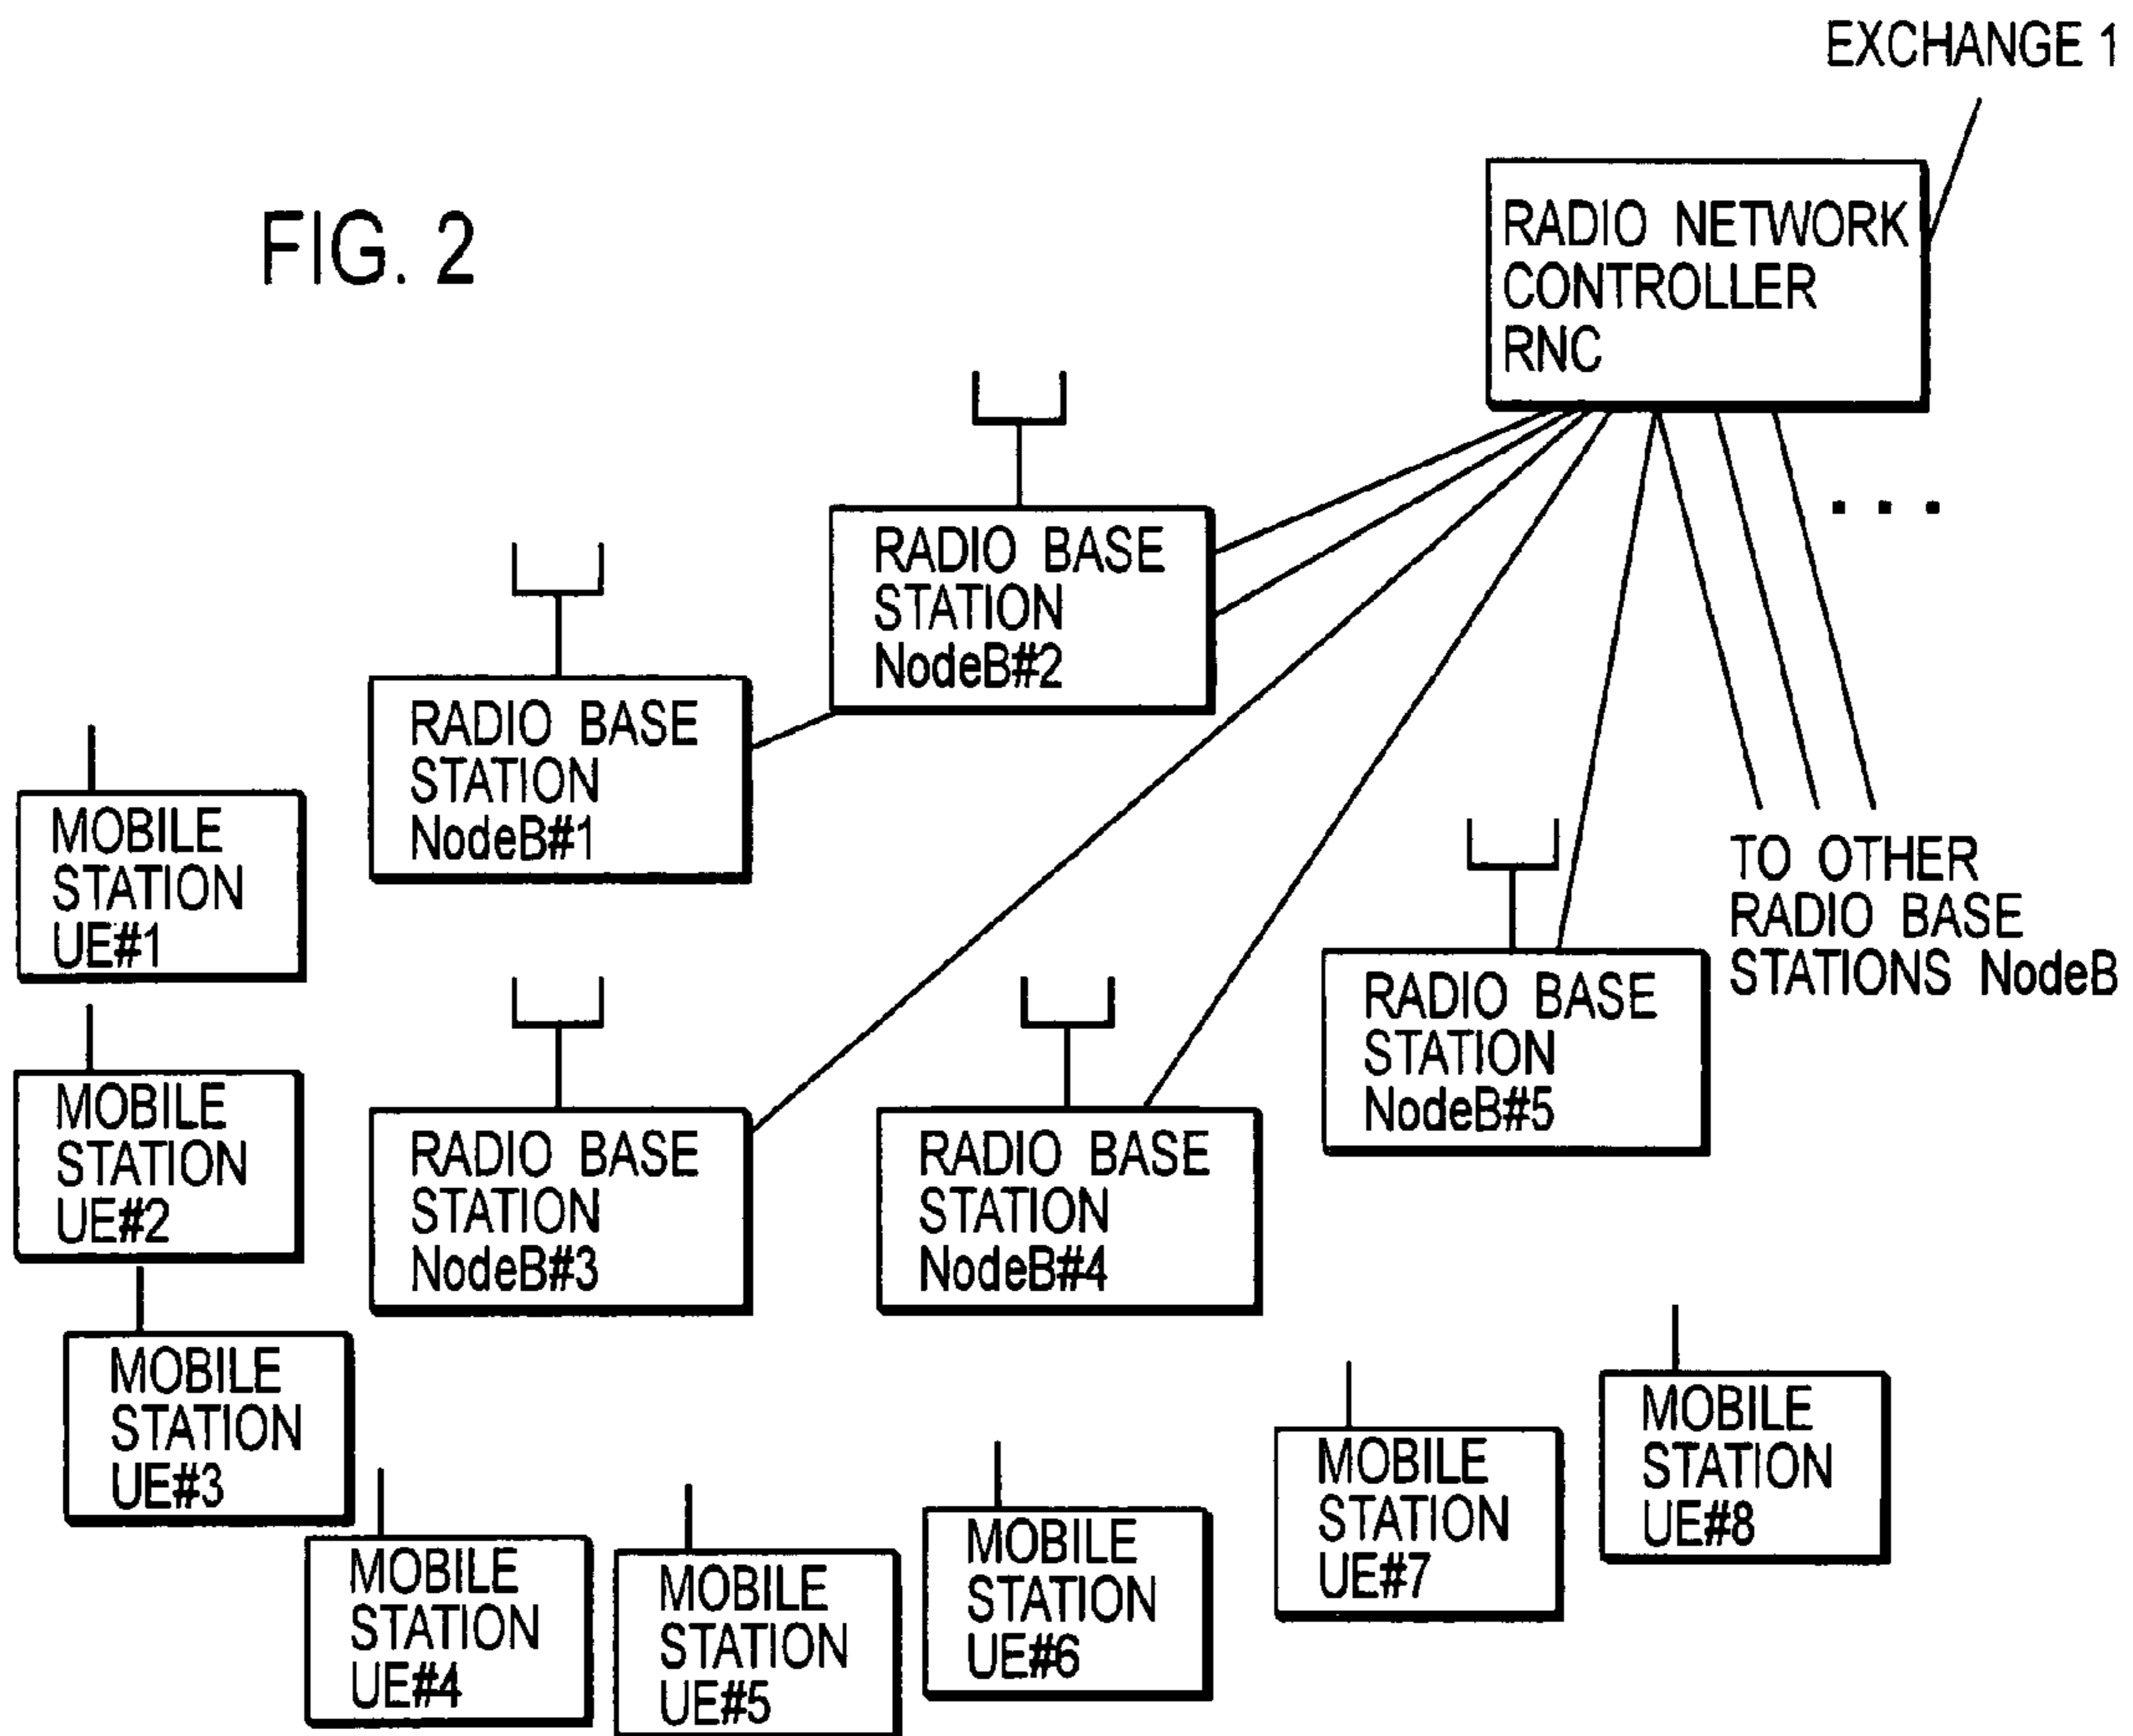 EXCHANGE 1
FIG. 2
RADIO NETWORK
CONTROLLER
RNC
RADIO BASE
STATION
NodeB#2
RADIO BASE
STATION
NodeB#1
MOBILE
STATION
UE#1
TO OTHER
RADIO BASE
STATIONS NodeB
RADIO BASE
STATION
NodeB#5
MOBILE
STATION
UE#2
RADIO BASE
STATION
NodeB#3
RADIO BASE
STATION
NodeB#4
MOBILE
STATION
UE#3
MOBILE
STATION
UE#4
MOBILE
STATION
UE#5
MOBILE
STATION
UE#6
MOBILE
STATION
UE#7
MOBILE
STATION
UE#8